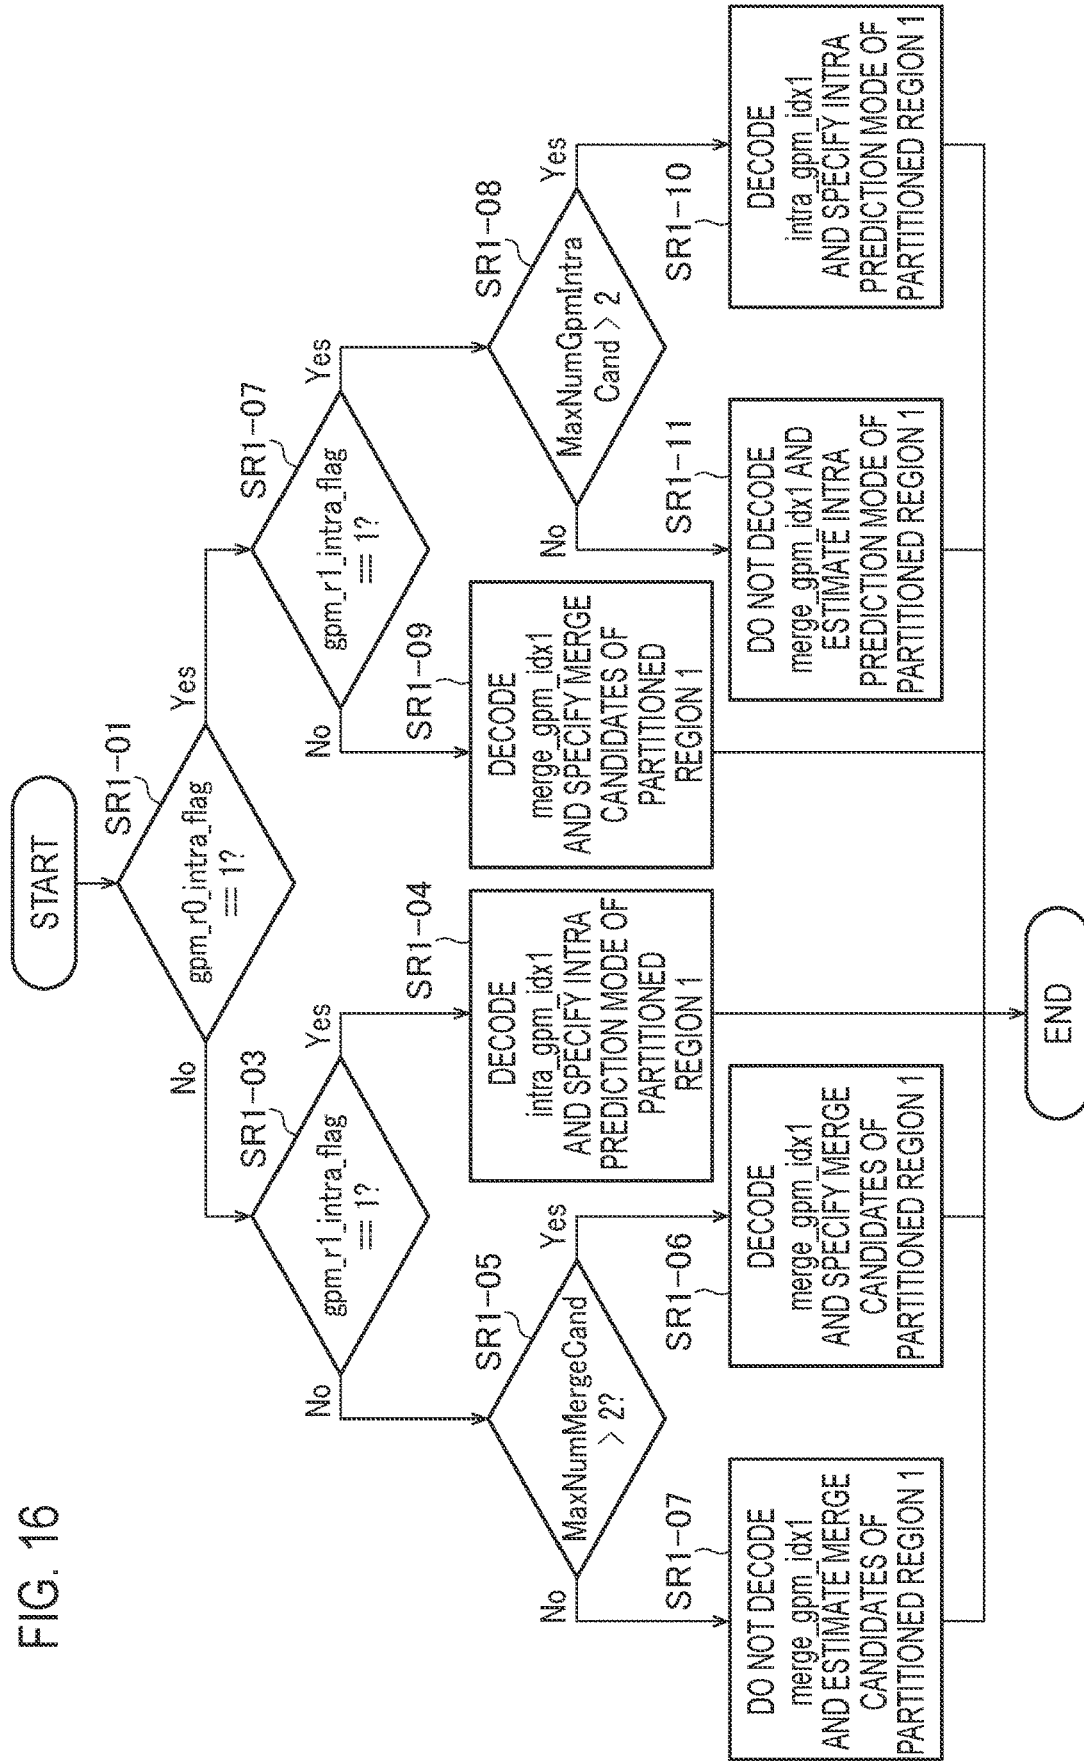 FIG. 16
START
SR1-01
gpm_r0_intra_flag
== 1?
No
Yes
SR1-03
gpm_r1_intra_flag
== 1?
No
Yes
SR1-07
gpm_r1_intra_flag
== 1?
No
Yes
SR1-05
MaxNumMergeCand
> 2?
No
Yes
SR1-04
DECODE
intra_gpm_idx1
AND SPECIFY INTRA
PREDICTION MODE OF
PARTITIONED
REGION 1
SR1-09
DECODE
merge_gpm_idx1
AND SPECIFY MERGE
CANDIDATES OF
PARTITIONED
REGION 1
SR1-08
MaxNumGpmIntra
Cand > 2
No
Yes
SR1-07
DO NOT DECODE
merge_gpm_idx1
AND ESTIMATE MERGE
CANDIDATES OF
PARTITIONED REGION 1
SR1-06
DECODE
merge_gpm_idx1
AND SPECIFY MERGE
CANDIDATES OF
PARTITIONED REGION 1
SR1-11
DO NOT DECODE
merge_gpm_idx1 AND
ESTIMATE INTRA
PREDICTION MODE OF
PARTITIONED REGION 1
SR1-10
DECODE
intra_gpm_idx1
AND SPECIFY INTRA
PREDICTION MODE OF
PARTITIONED REGION 1
END